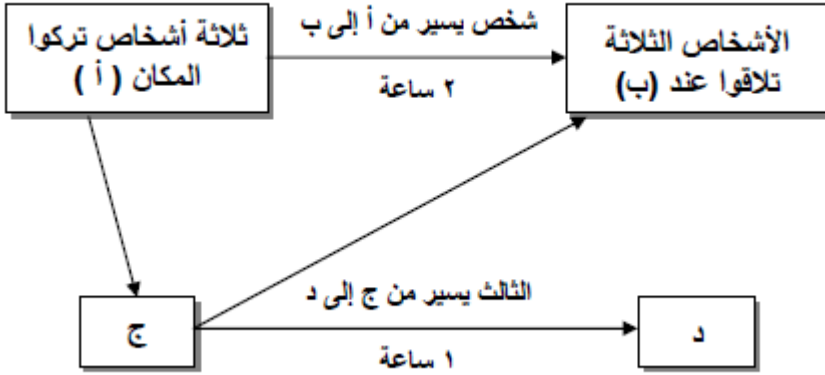 ثلاثة أشخاص تركوا
المكان ( أ )
شخص يسير من أ إلى ب
٢ ساعة
الأشخاص الثلاثة
تلاقوا عند (ب)
الثالث يسير من ج إلى د
ج
د
١ ساعة